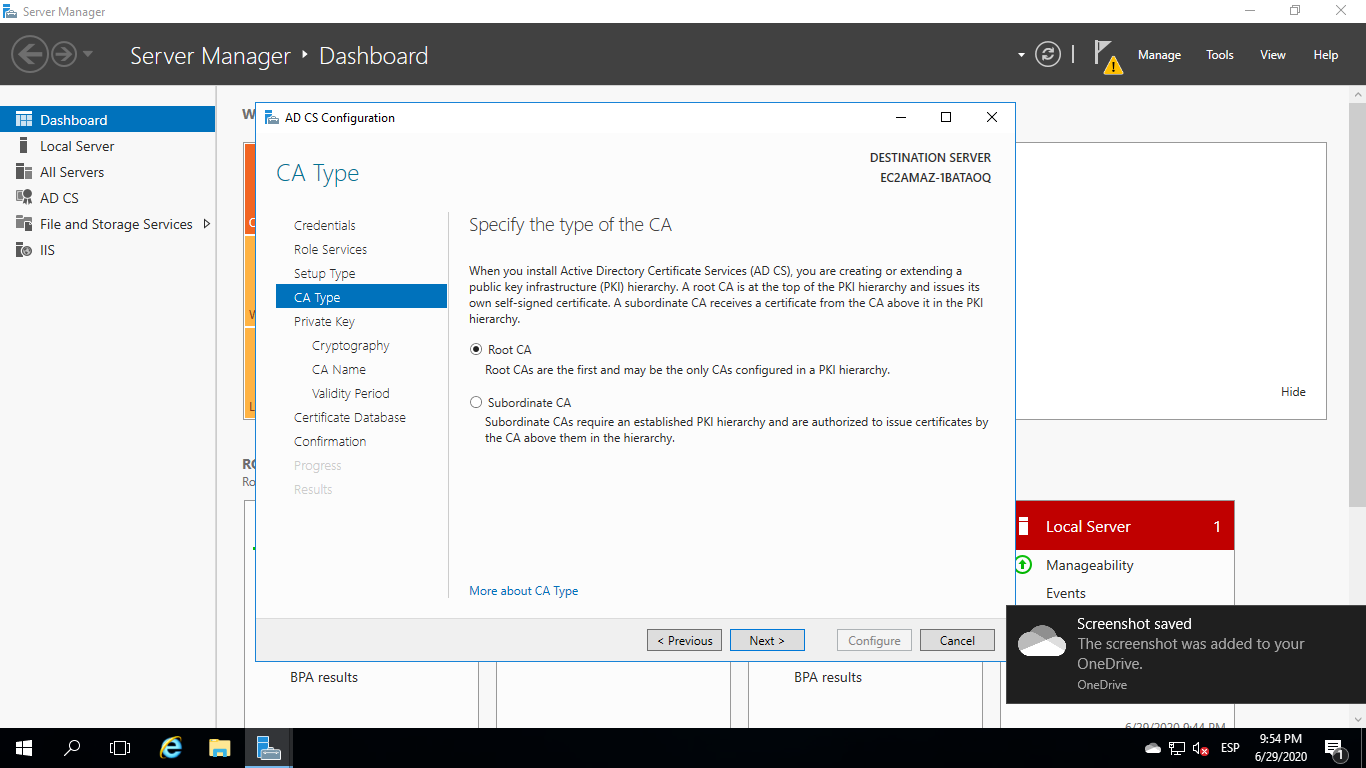 Server Manager
Server Manager
Dashboard
Manage
Tools
View
Help
Dashboard
Local Server
All Servers
AD CS
File and Storage Services
IIS
AD CS Configuration
CA Type
DESTINATION SERVER
EC2AMAZ-1BATAOQ
Credentials
Role Services
Setup Type
CA Type
Private Key
Cryptography
CA Name
Validity Period
Certificate Database
Confirmation
Progress
Results
Specify the type of the CA
When you install Active Directory Certificate Services (AD CS), you are creating or extending a
public key infrastructure (PKI) hierarchy. A root CA is at the top of the PKI hierarchy and issues its
own self-signed certificate. A subordinate CA receives a certificate from the CA above it in the PKI
hierarchy.
Root CA
Root CAs are the first and may be the only CAs configured in a PKI hierarchy.
Subordinate CA
Subordinate CAs require an established PKI hierarchy and are authorized to issue certificates by
the CA above them in the hierarchy.
More about CA Type
< Previous
Next >
Configure
Cancel
Hide
Local Server
1
Manageability
Events
Screenshot saved
The screenshot was added to your
OneDrive.
OneDrive
BPA results
BPA results
6/29/2020 9:44 PM
ESP
9:54 PM
6/29/2020
1